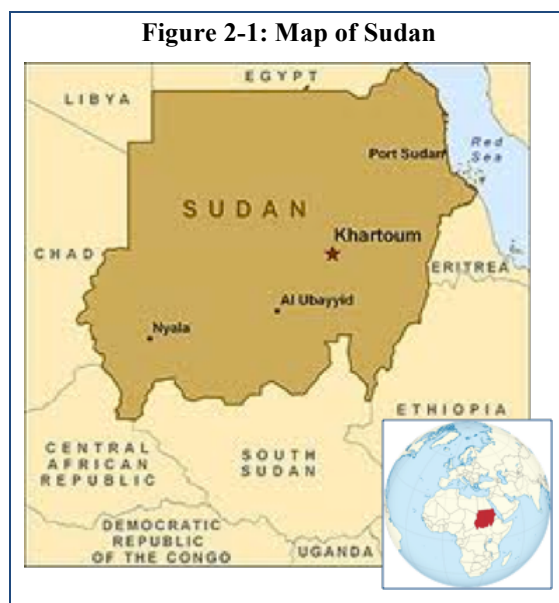 Figure 2-1: Map of Sudan
EGYPT
LIBYA
Red
Sea
Port Sudan
SUDAN
Khartoum
CHAD
ERITREA
Al Ubayyid
Nyala
ETHIOPIA
CENTRAL
AFRICAN
REPUBLIC
SOUTH
SUDAN
DEMOCRATIC
REPUBLIC
OF THE CONGO
UGANDA